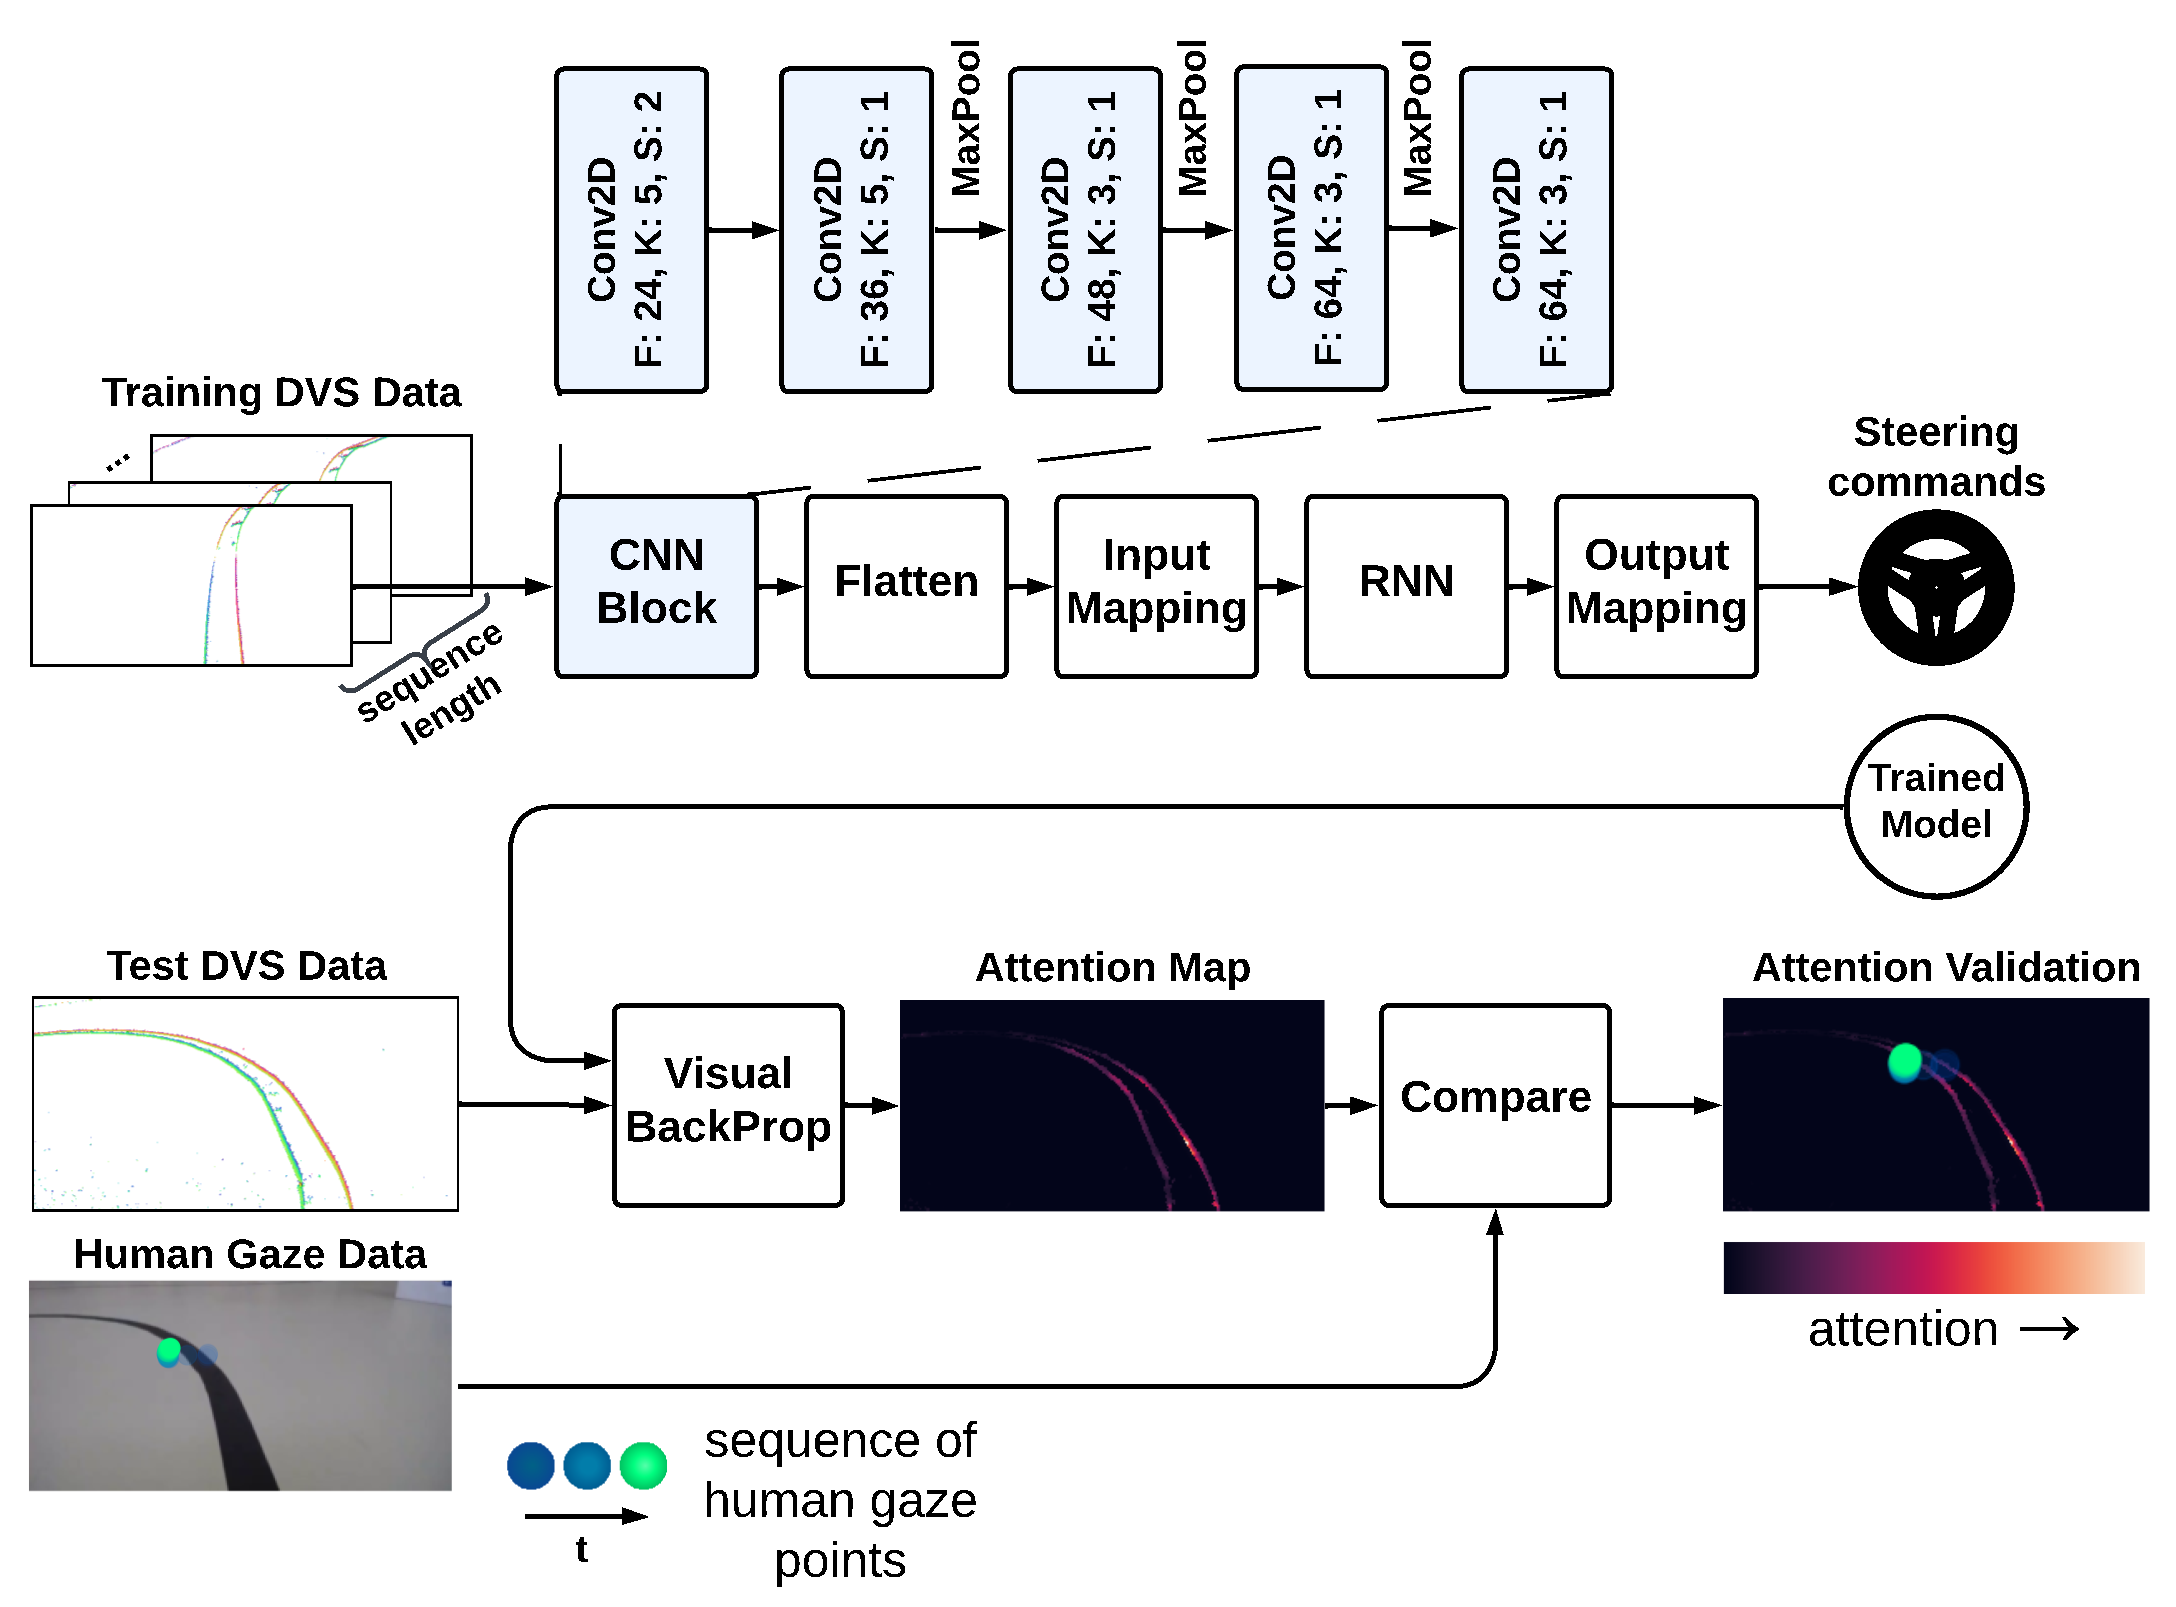 Conv2D
F: 24, K: 5, S: 2
Conv2D
F: 36, K: 5, S: 1
MaxPool
Conv2D
F: 48, K: 3, S: 1
MaxPool
Conv2D
F: 64, K: 3, S: 1
MaxPool
Conv2D
F: 64, K: 3, S: 1
Training DVS Data
...
sequence
length
CNN
Block
Flatten
Input
Mapping
RNN
Output
Mapping
Steering
commands
Trained
Model
Test DVS Data
Visual
BackProp
Attention Map
Compare
Attention Validation
attention →
Human Gaze Data
t
sequence of
human gaze
points